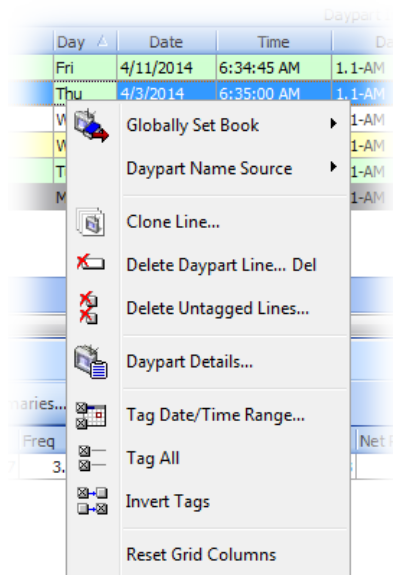 Daypart
Day Date Time Da
Fri 4/11/2014 6:34:45 AM 1.1-AM
Thu 4/3/2014 6:35:00 AM 1.1-AM
W 1-AM
W 1-AM
T 1-AM
M 1-AM
Globally Set Book
Daypart Name Source
Clone Line...
Delete Daypart Line... Del
Delete Untagged Lines...
Daypart Details...
Tag Date/Time Range...
Tag All
Invert Tags
Reset Grid Columns
maries...
Freq Net
3.